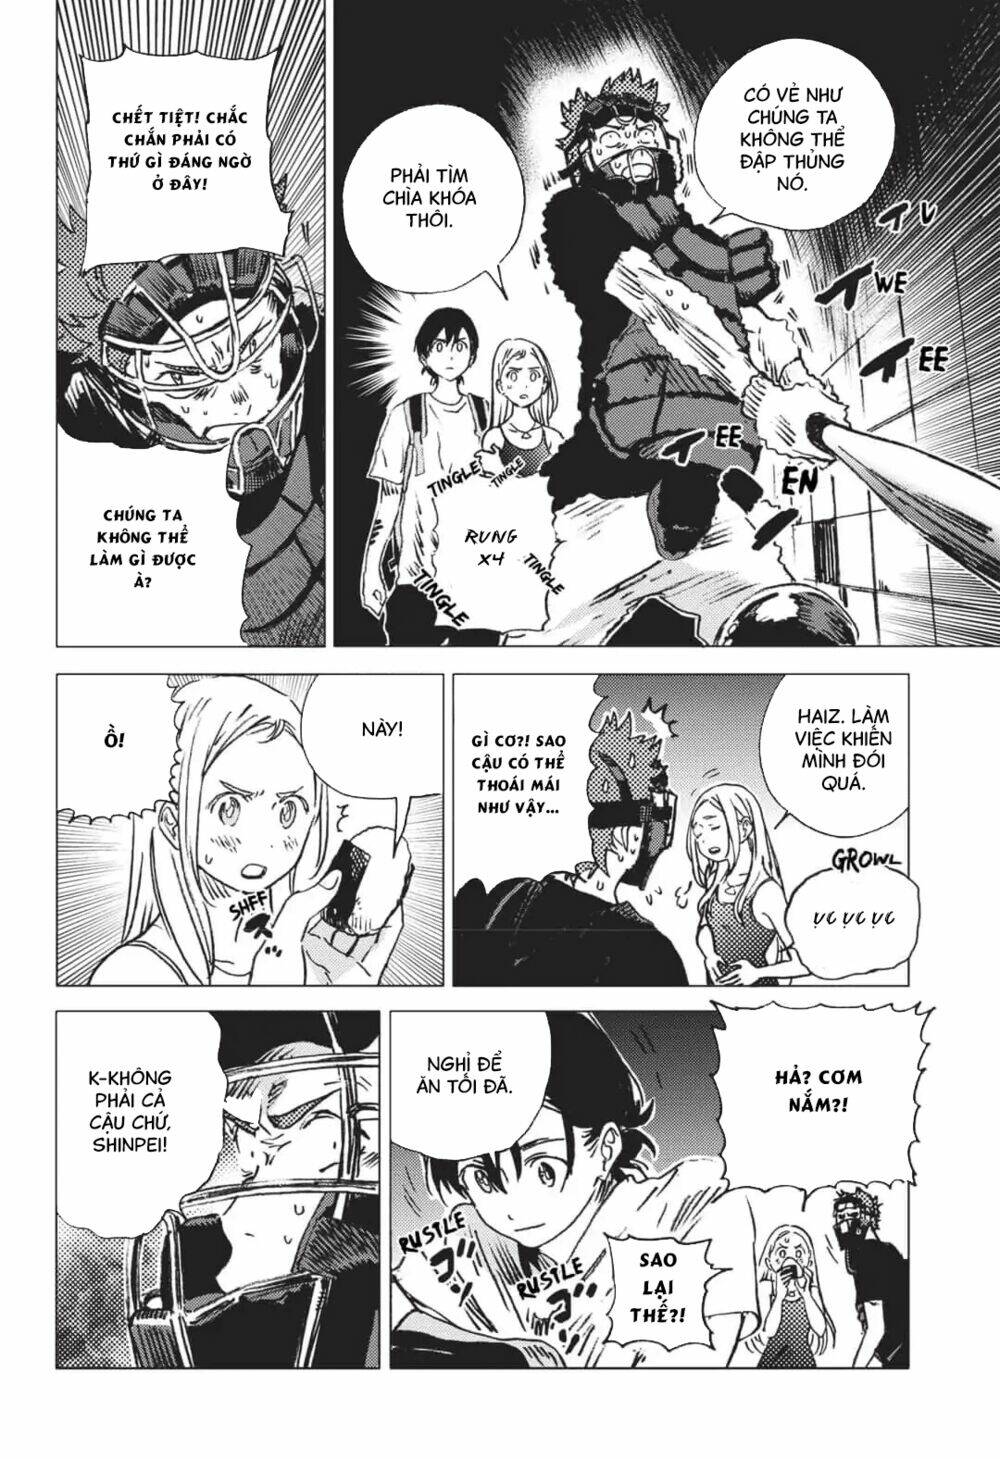 CÓ VẺ NHƯ
CHÚNG TA
KHÔNG THỂ
ĐẬP THỦNG
NÓ.
PHẢI TÌM
CHÌA KHÓA
THÔI.
WE
EE
EE
EN
TINGLE
TINGLE
RUNG
X4
TINGLE
TINGLE
CHẾT TIỆT! CHẮC
CHẮN PHẢI CÓ
THỨ GÌ ĐÁNG NGỜ
Ở ĐÂY!
CHÚNG TA
KHÔNG THỂ
LÀM GÌ ĐƯỢC
À?
HAIZ. LÀM
VIỆC KHIẾN
MÌNH ĐÓI
QUÁ.
GROWL
ỰC ỰC ỰC
GÌ CƠ?! SAO
CẬU CÓ THỂ
THOẢI MÁI
NHƯ VẬY...
NÀY!
Ồ!
SHFF
HẢ? CƠM
NẮM?!
NGHỈ ĐỂ
ĂN TỐI ĐÃ.
RUSTLE
RUSTLE
SAO
LẠI
THẾ?!
K-KHÔNG
PHẢI CẢ
CẬU CHỨ,
SHINPEI!